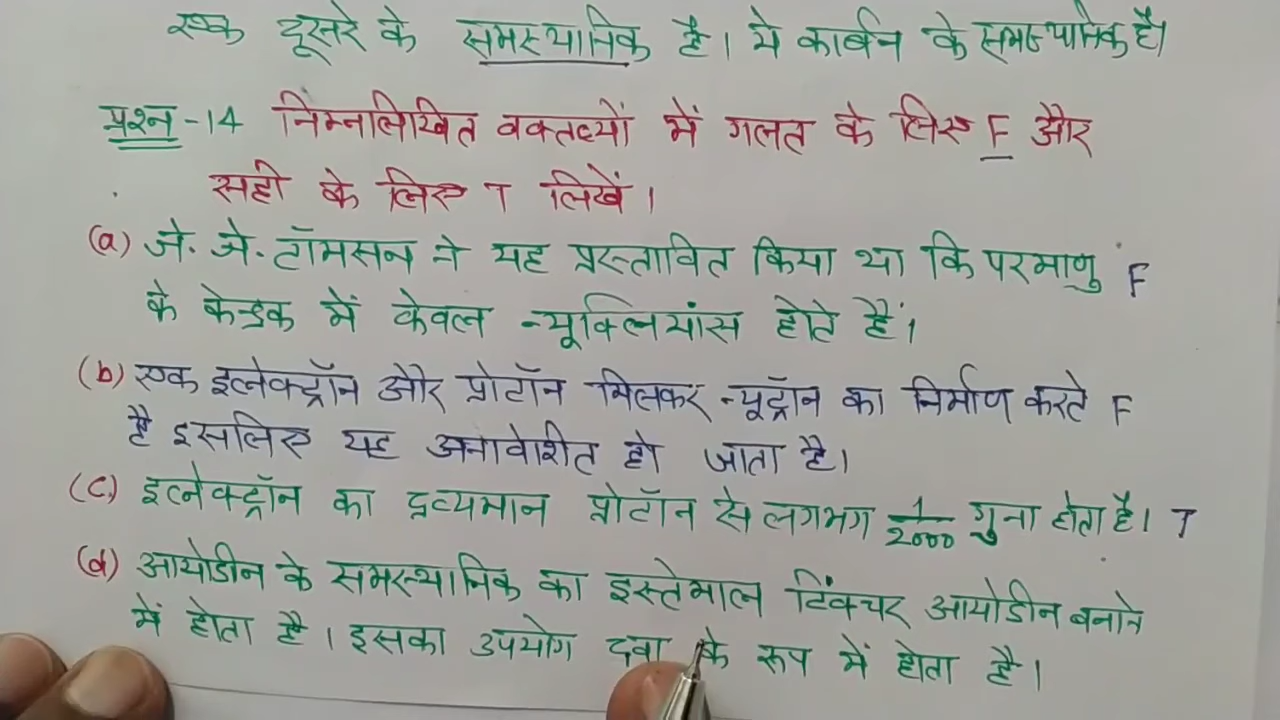 एक दूसरे के समस्थानिक है। ये कार्बन के समस्थानिक है।
प्रश्न-14 निम्नलिखित वक्तव्यों में गलत के लिए F और
सही के लिए T लिखें।
(a) जे. जे. टॉमसन ने यह प्रस्तावित किया था कि परमाणु F
के केन्द्रक में केवल न्यूक्लियांस होते हैं।
(b) एक इलेक्ट्रॉन और प्रोटॉन मिलकर न्यूट्रॉन का निर्माण करते F
है इसलिए यह अनावेशित हो जाता है।
(c) इलेक्ट्रॉन का द्रव्यमान प्रोटॉन से लगभग 1/2000 गुना होता है। T
(d) आयोडीन के समस्थानिक का इस्तेमाल टिंक्चर आयोडीन बनाने
में होता है। इसका उपयोग दवा के रूप में होता है।